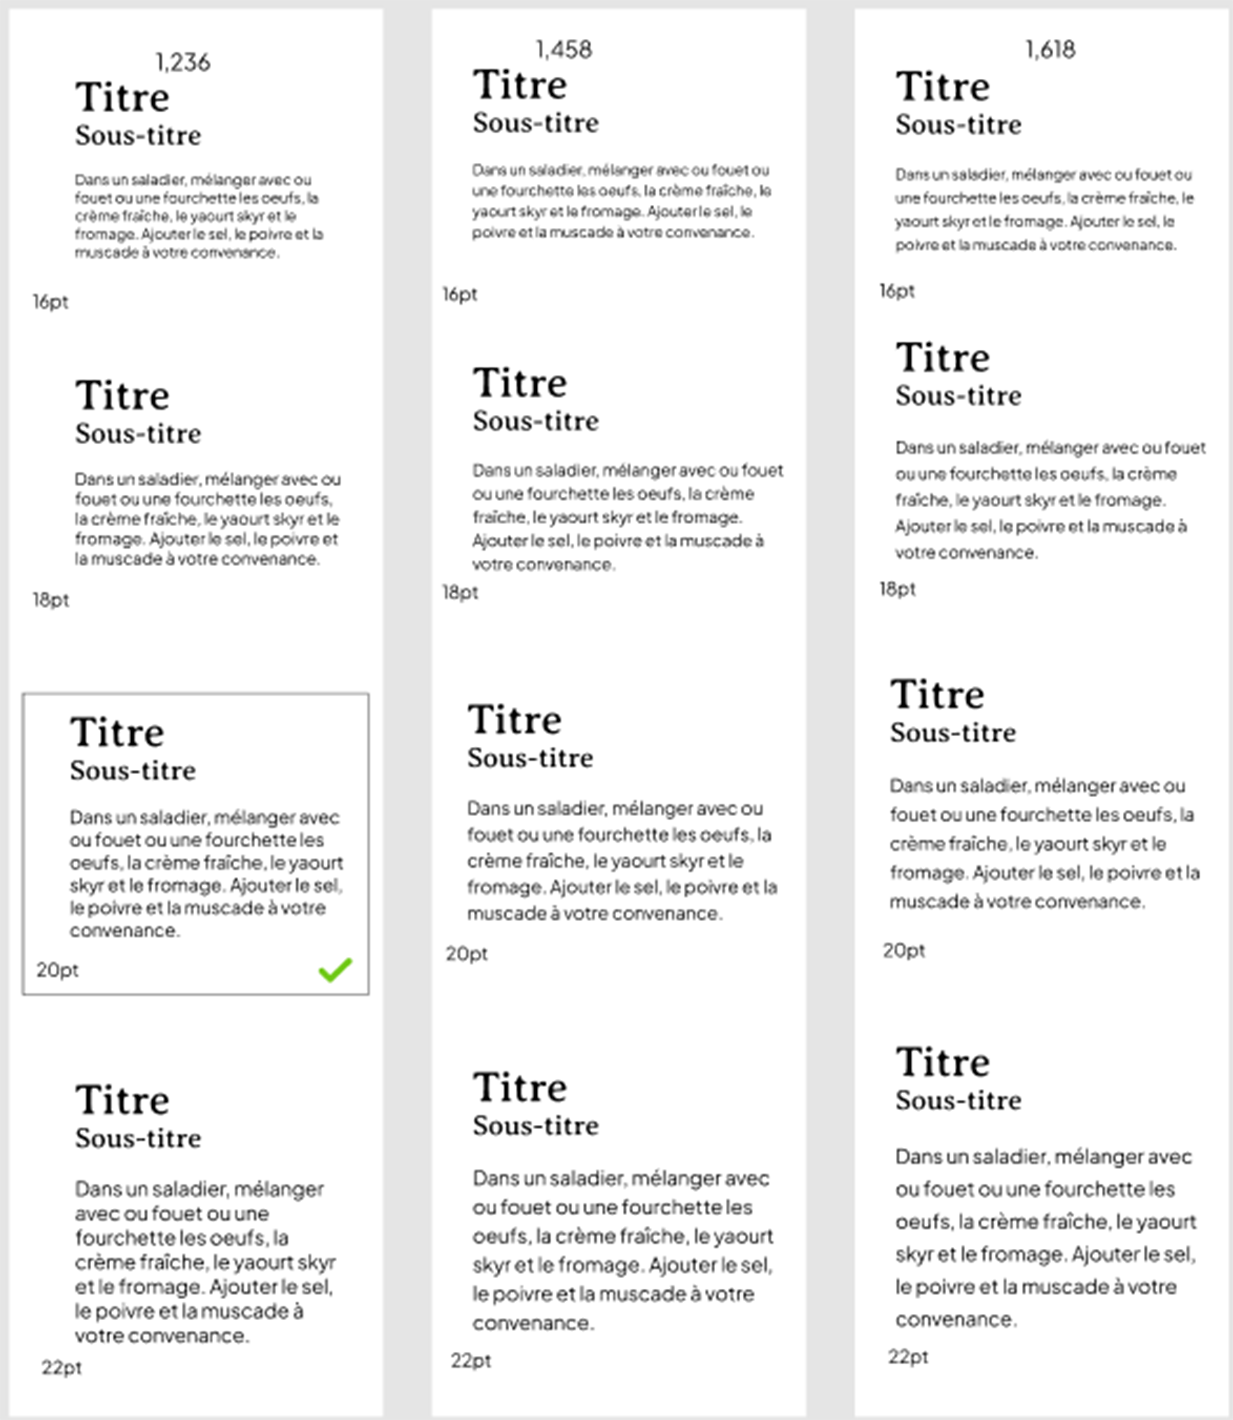 1,236
Titre
Sous-titre
Dans un saladier, mélanger avec ou
fouet ou une fourchette les oeufs, la
crème fraîche, le yaourt skyr et le
fromage. Ajouter le sel, le poivre et la
muscade à votre convenance.
16pt
Titre
Sous-titre
Dans un saladier, mélanger avec ou
fouet ou une fourchette les oeufs,
la crème fraîche, le yaourt skyr et le
fromage. Ajouter le sel, le poivre et
la muscade à votre convenance.
18pt
Titre
Sous-titre
Dans un saladier, mélanger avec
ou fouet ou une fourchette les
oeufs, la crème fraîche, le yaourt
skyr et le fromage. Ajouter le sel,
le poivre et la muscade à votre
convenance.
20pt
Titre
Sous-titre
Dans un saladier, mélanger
avec ou fouet ou une
fourchette les oeufs, la
crème fraîche, le yaourt skyr
et le fromage. Ajouter le sel,
le poivre et la muscade à
votre convenance.
22pt
1,458
Titre
Sous-titre
Dans un saladier, mélanger avec ou fouet ou
une fourchette les oeufs, la crème fraîche, le
yaourt skyr et le fromage. Ajouter le sel, le
poivre et la muscade à votre convenance.
16pt
Titre
Sous-titre
Dans un saladier, mélanger avec ou fouet
ou une fourchette les oeufs, la crème
fraîche, le yaourt skyr et le fromage.
Ajouter le sel, le poivre et la muscade à
votre convenance.
18pt
Titre
Sous-titre
Dans un saladier, mélanger avec ou
fouet ou une fourchette les oeufs, la
crème fraîche, le yaourt skyr et le
fromage. Ajouter le sel, le poivre et la
muscade à votre convenance.
20pt
Titre
Sous-titre
Dans un saladier, mélanger avec
ou fouet ou une fourchette les
oeufs, la crème fraîche, le yaourt
skyr et le fromage. Ajouter le sel,
le poivre et la muscade à votre
convenance.
22pt
1,618
Titre
Sous-titre
Dans un saladier, mélanger avec ou fouet ou
une fourchette les oeufs, la crème fraîche, le
yaourt skyr et le fromage. Ajouter le sel, le
poivre et la muscade à votre convenance.
16pt
Titre
Sous-titre
Dans un saladier, mélanger avec ou fouet
ou une fourchette les oeufs, la crème
fraîche, le yaourt skyr et le fromage.
Ajouter le sel, le poivre et la muscade à
votre convenance.
18pt
Titre
Sous-titre
Dans un saladier, mélanger avec ou
fouet ou une fourchette les oeufs, la
crème fraîche, le yaourt skyr et le
fromage. Ajouter le sel, le poivre et la
muscade à votre convenance.
20pt
Titre
Sous-titre
Dans un saladier, mélanger avec
ou fouet ou une fourchette les
oeufs, la crème fraîche, le yaourt
skyr et le fromage. Ajouter le sel,
le poivre et la muscade à votre
convenance.
22pt